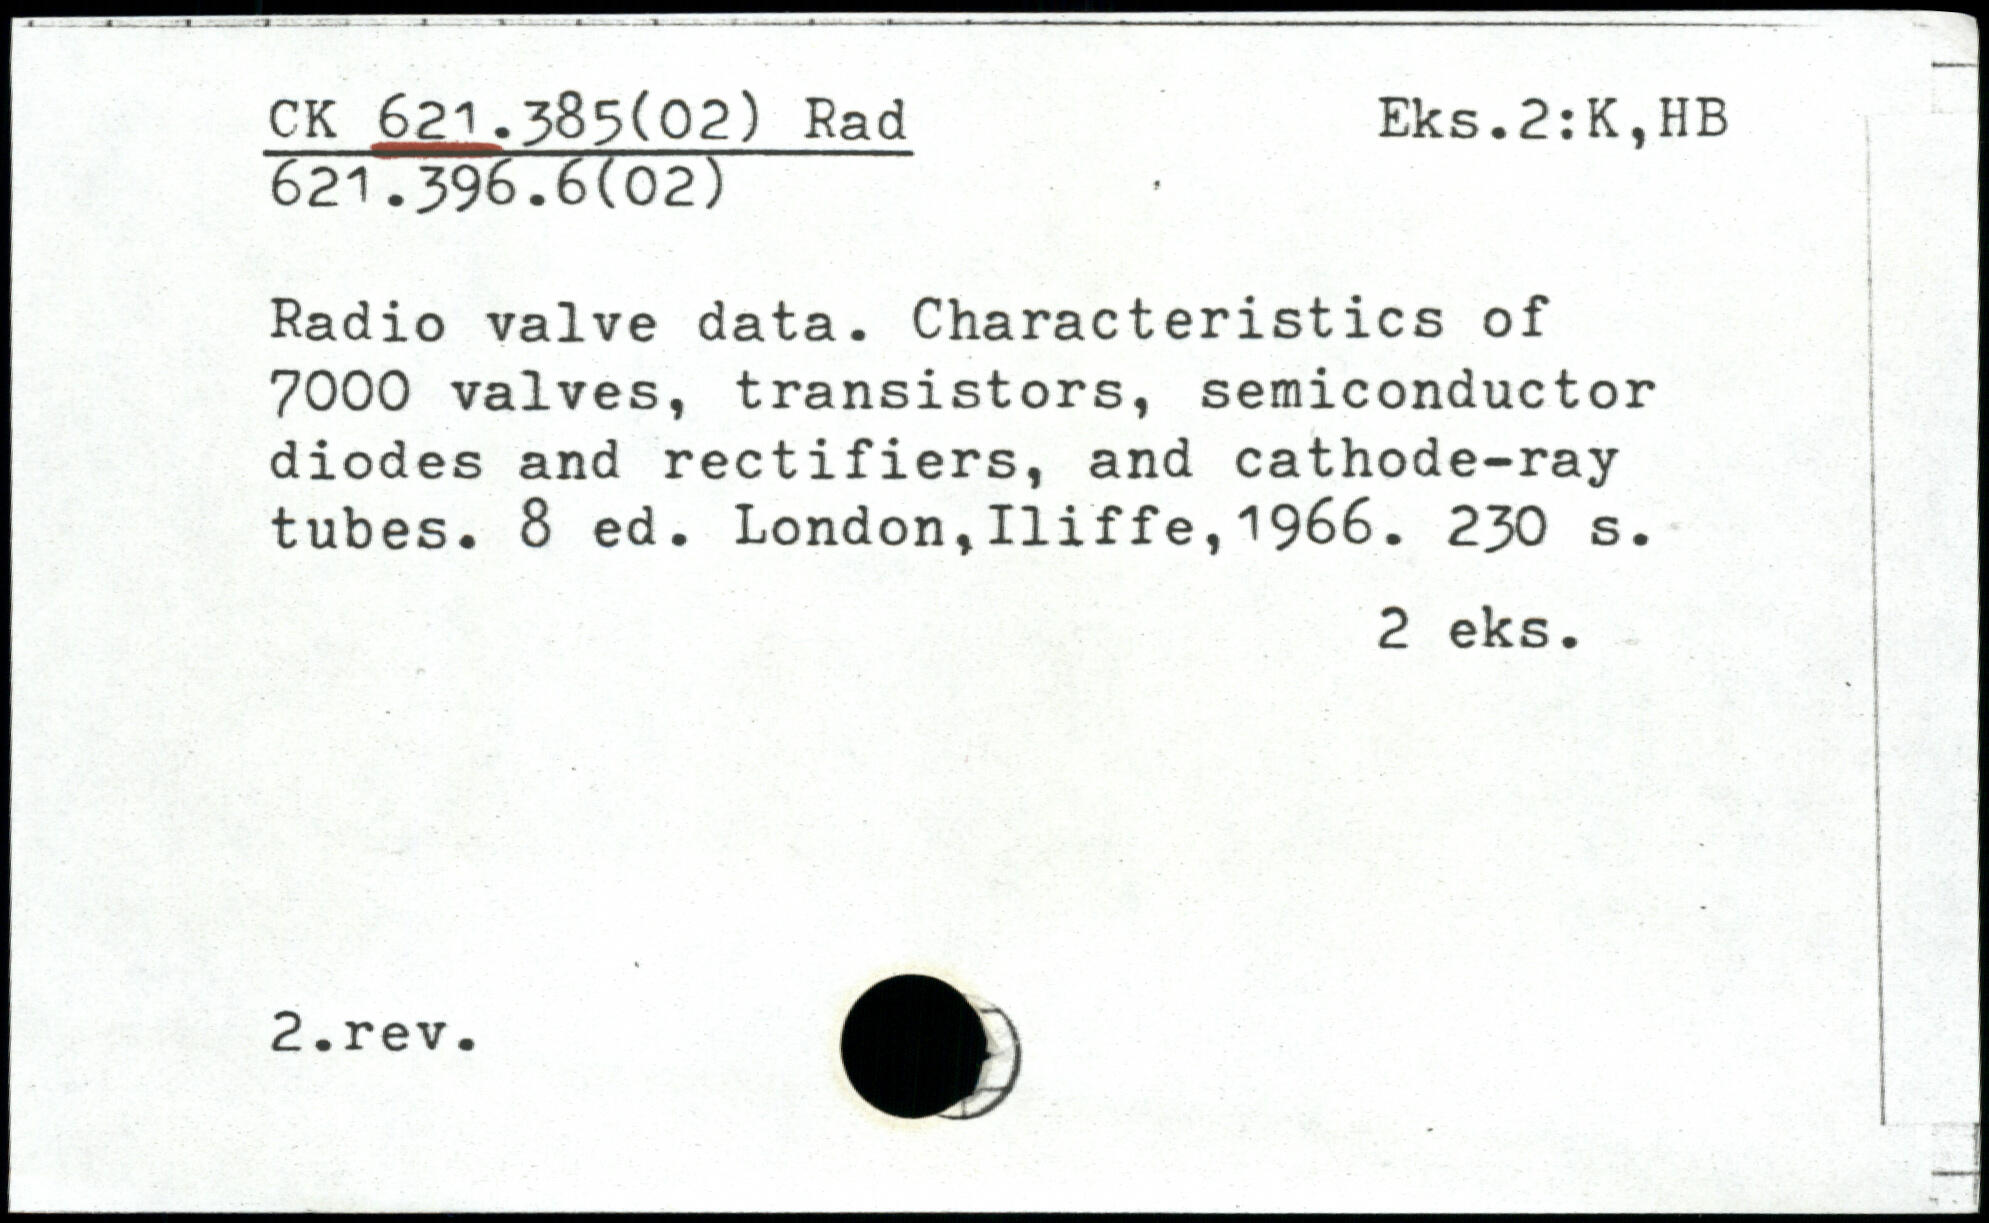 CK 621.385(02) Rad
Eks.2:K,HB
621.396.6(02)
Radio valve data. Characteristics of
7000 valves, transistors, semiconductor
diodes and rectifiers, and cathode-ray
tubes. 8 ed. London,Iliffe,1966. 230 s.
2 eks.
2.rev.